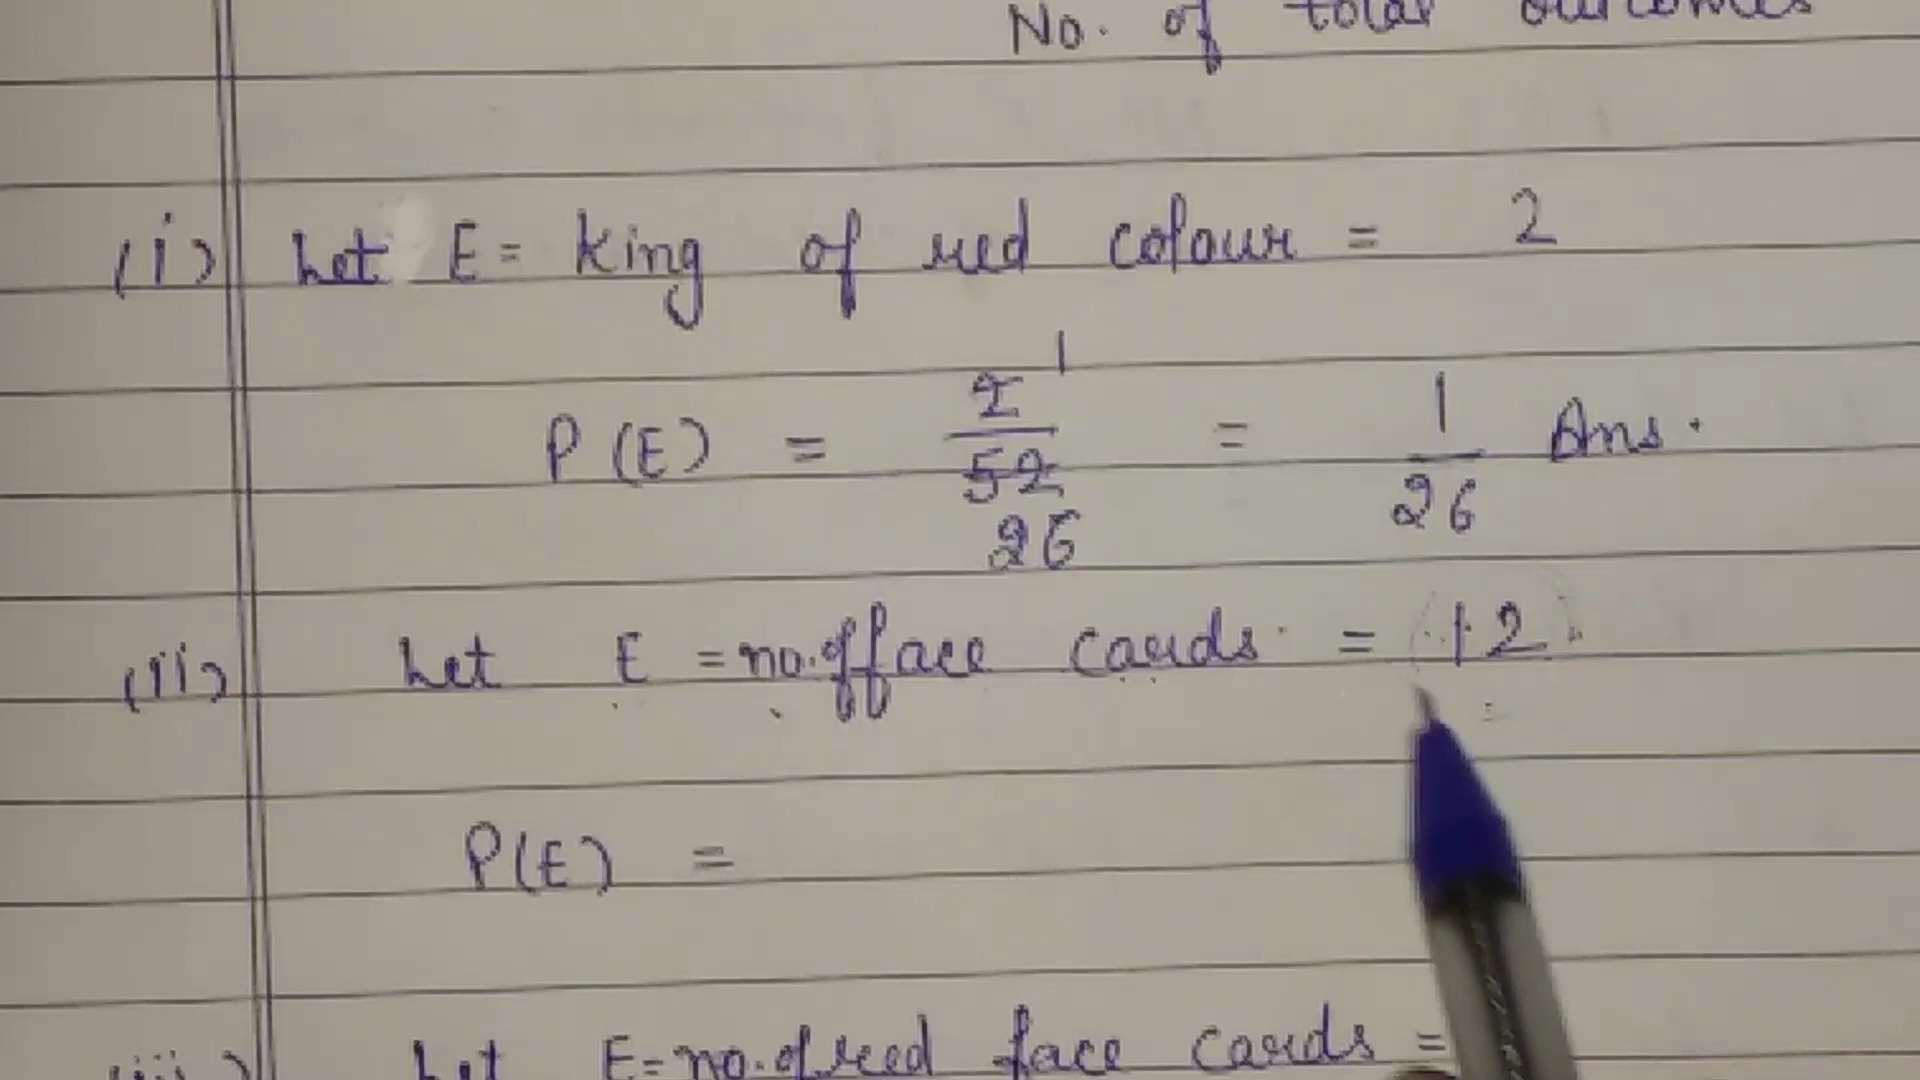 No. of total outcomes
(i) Let E = king of red colour = 2
P(E) = 2/52 1 26 = 1/26 Ans.
(ii) Let E = no. of face cards = 12
P(E) =
(iii) Let E = no. of red face cards =